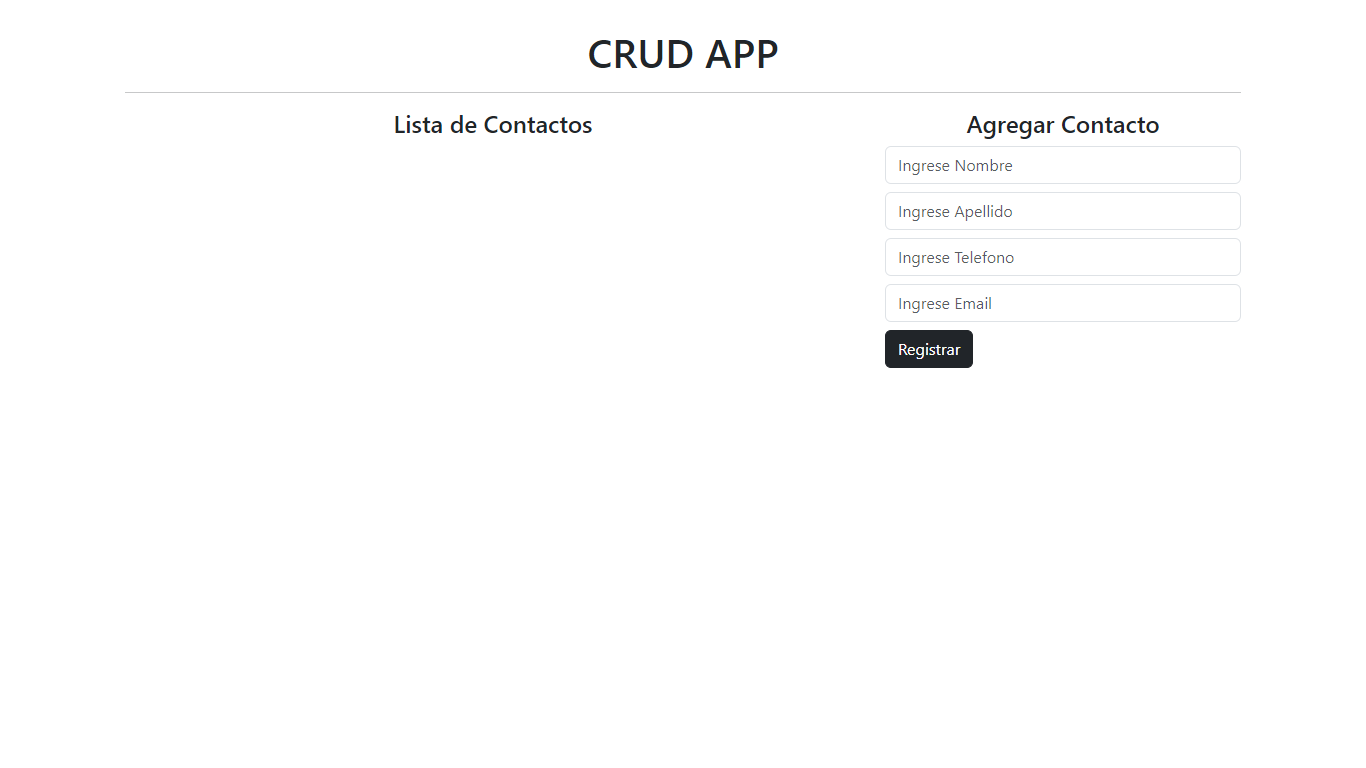 CRUD APP
Lista de Contactos
Agregar Contacto
Ingrese Nombre
Ingrese Apellido
Ingrese Telefono
Ingrese Email
Registrar